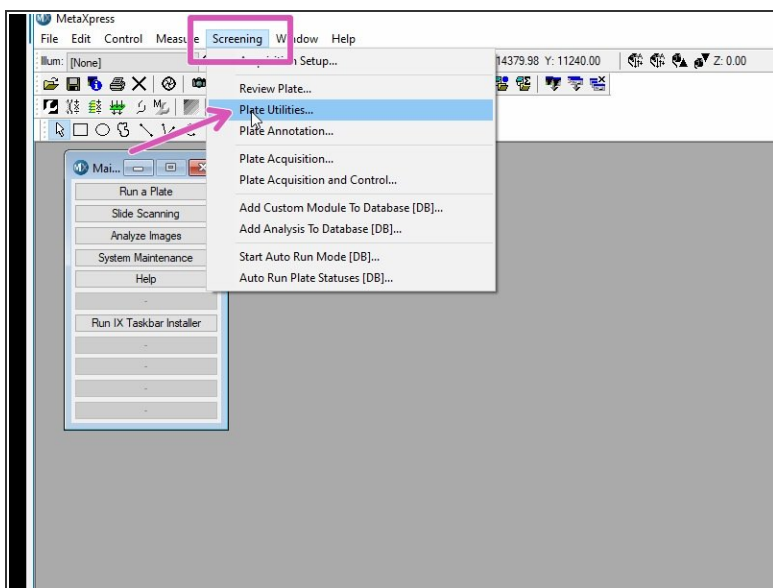 MetaXpress
File Edit Control Measure Screening Window Help
Illum: [None] Acquisition Setup... 14379.98 Y: 11240.00 Z: 0.00
Review Plate...
Plate Utilities...
Plate Annotation...
Plate Acquisition...
Plate Acquisition and Control...
Add Custom Module To Database [DB]...
Add Analysis To Database [DB]...
Start Auto Run Mode [DB]...
Auto Run Plate Statuses [DB]...
Mai...
Run a Plate
Slide Scanning
Analyze Images
System Maintenance
Help
-
Run IX Taskbar Installer
-
-
-
-